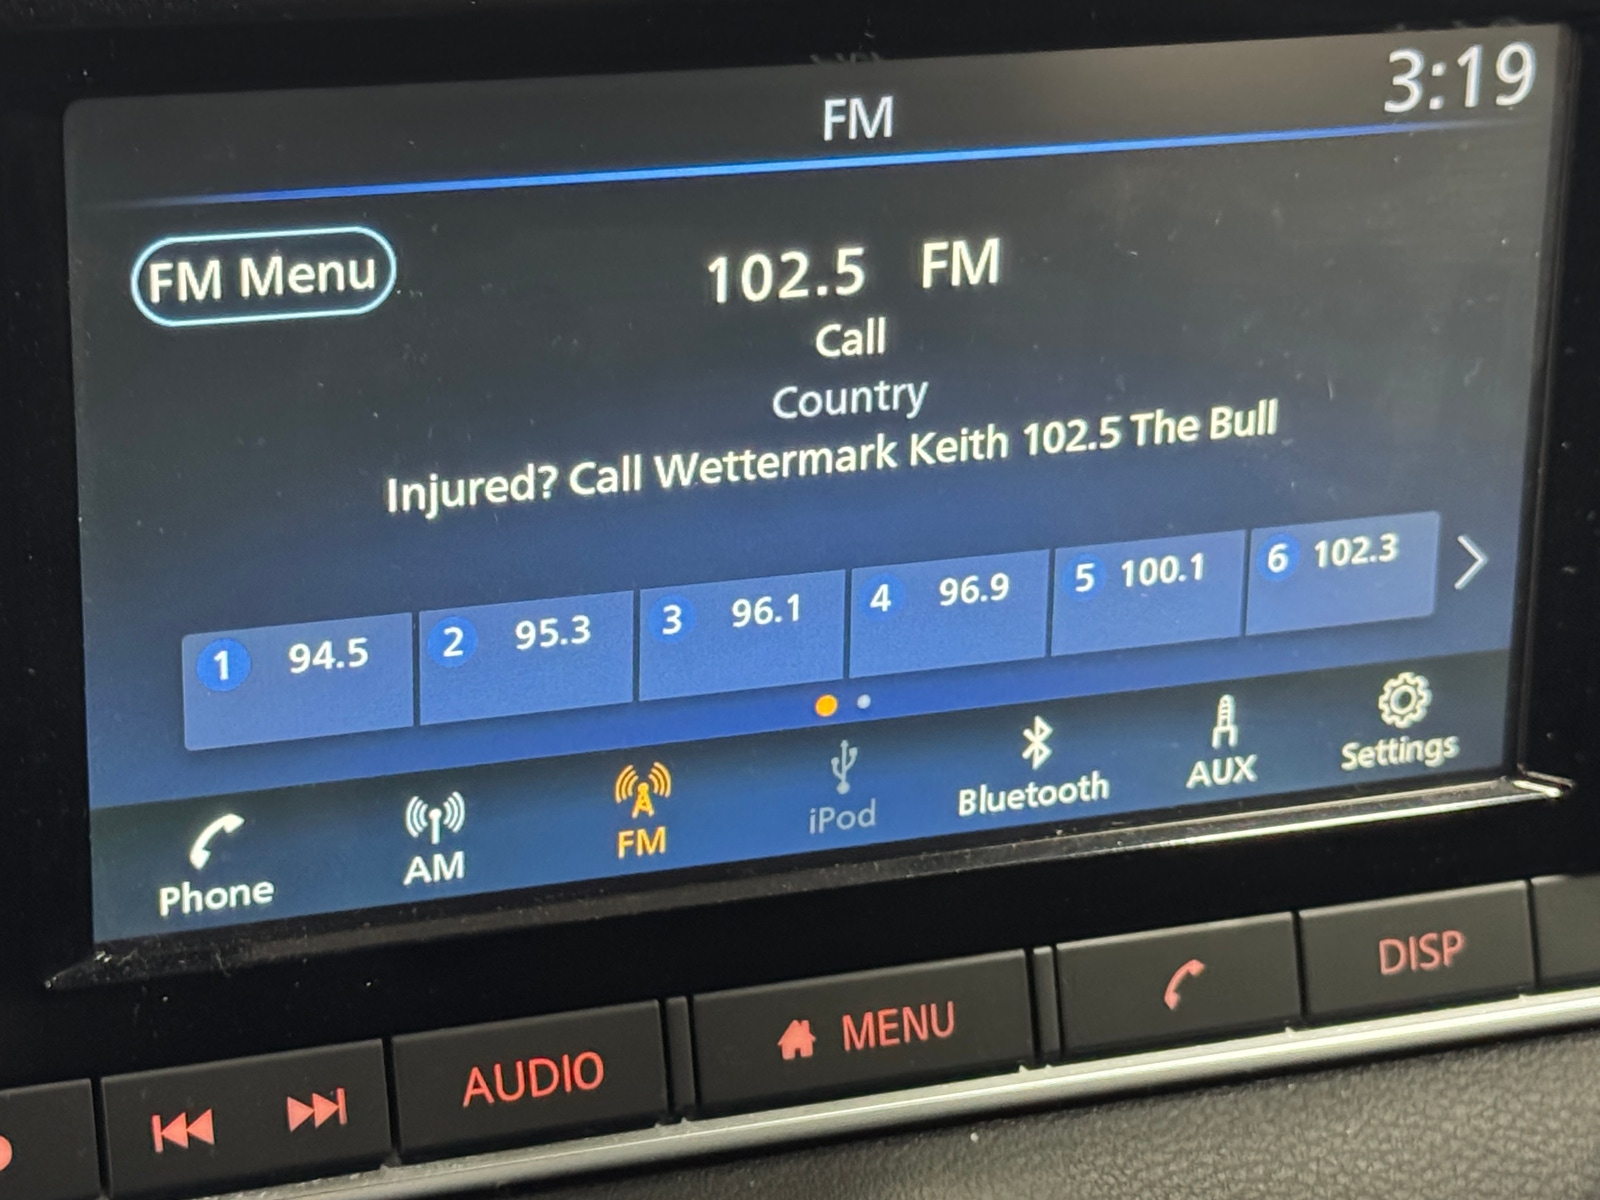 FM
3:19
FM Menu
102.5 FM
Call
Country
Injured? Call Wettermark Keith 102.5 The Bull
1 94.5 2 95.3 3 96.1 4 96.9 5 100.1 6 102.3
Phone AM FM iPod Bluetooth AUX Settings
AUDIO MENU DISP